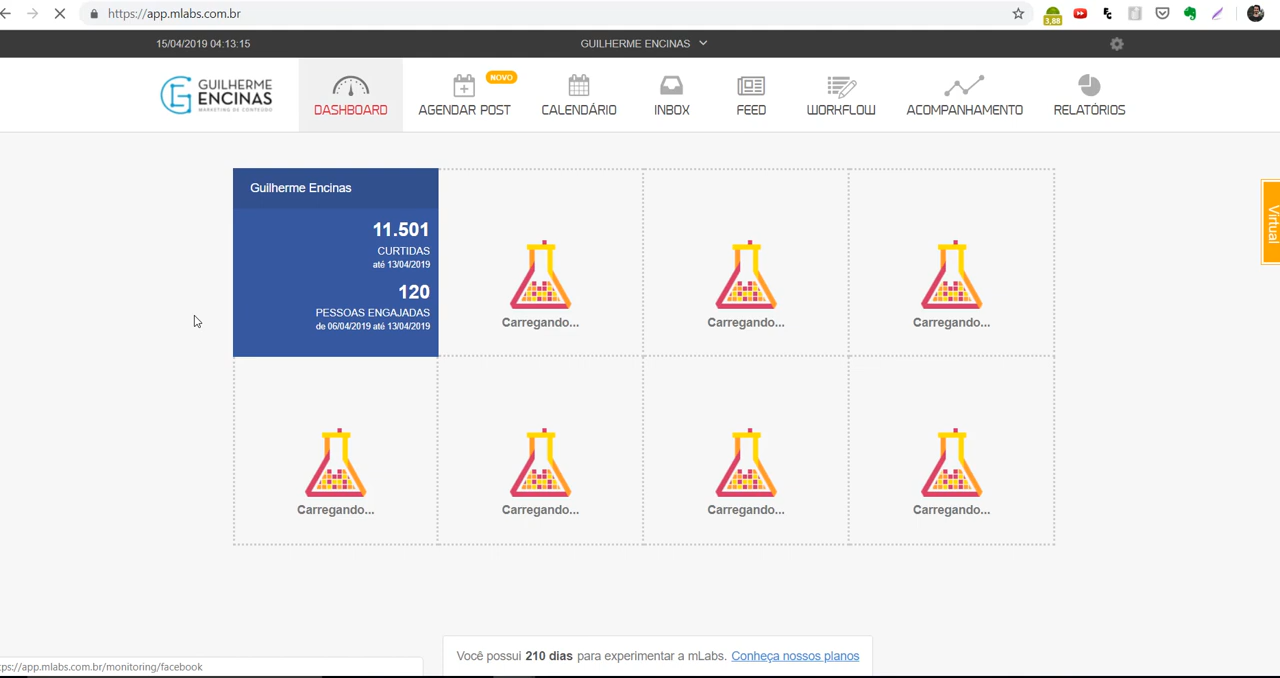 https://app.mlabs.com.br
3,88
15/04/2019 04:13:15
GUILHERME ENCINAS
GUILHERME
ENCINAS
MARKETING DE CONTEÚDO
DASHBOARD
AGENDAR POST
NOVO
CALENDÁRIO
INBOX
FEED
WORKFLOW
ACOMPANHAMENTO
RELATÓRIOS
Guilherme Encinas
11.501
CURTIDAS
até 13/04/2019
120
PESSOAS ENGAJADAS
de 06/04/2019 até 13/04/2019
Carregando...
Carregando...
Carregando...
Carregando...
Carregando...
Carregando...
Carregando...
Virtual
Você possui 210 dias para experimentar a mLabs. Conheça nossos planos
ps://app.mlabs.com.br/monitoring/facebook